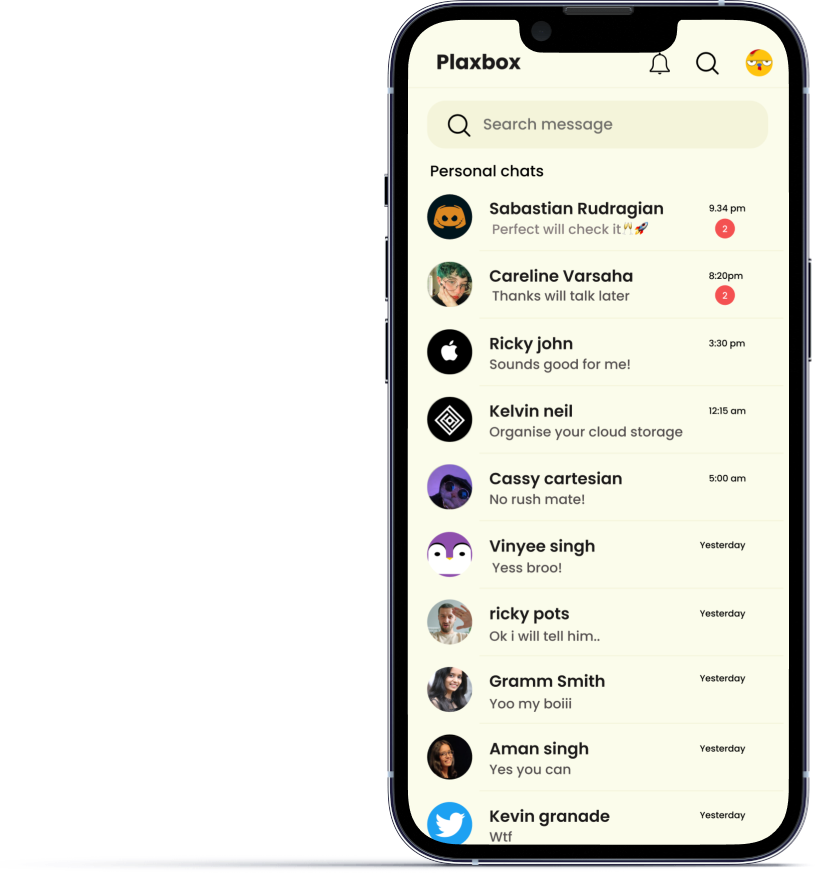 Plaxbox
Search message
Personal chats
Sabastian Rudragian 9.34 pm
Perfect will check it🥂🚀 2
Careline Varsaha 8:20pm
Thanks will talk later 2
Ricky john 3:30 pm
Sounds good for me!
Kelvin neil 12:15 am
Organise your cloud storage
Cassy cartesian 5:00 am
No rush mate!
Vinyee singh Yesterday
Yess broo!
ricky pots Yesterday
Ok i will tell him..
Gramm Smith Yesterday
Yoo my boiii
Aman singh Yesterday
Yes you can
Kevin granade Yesterday
Wtf